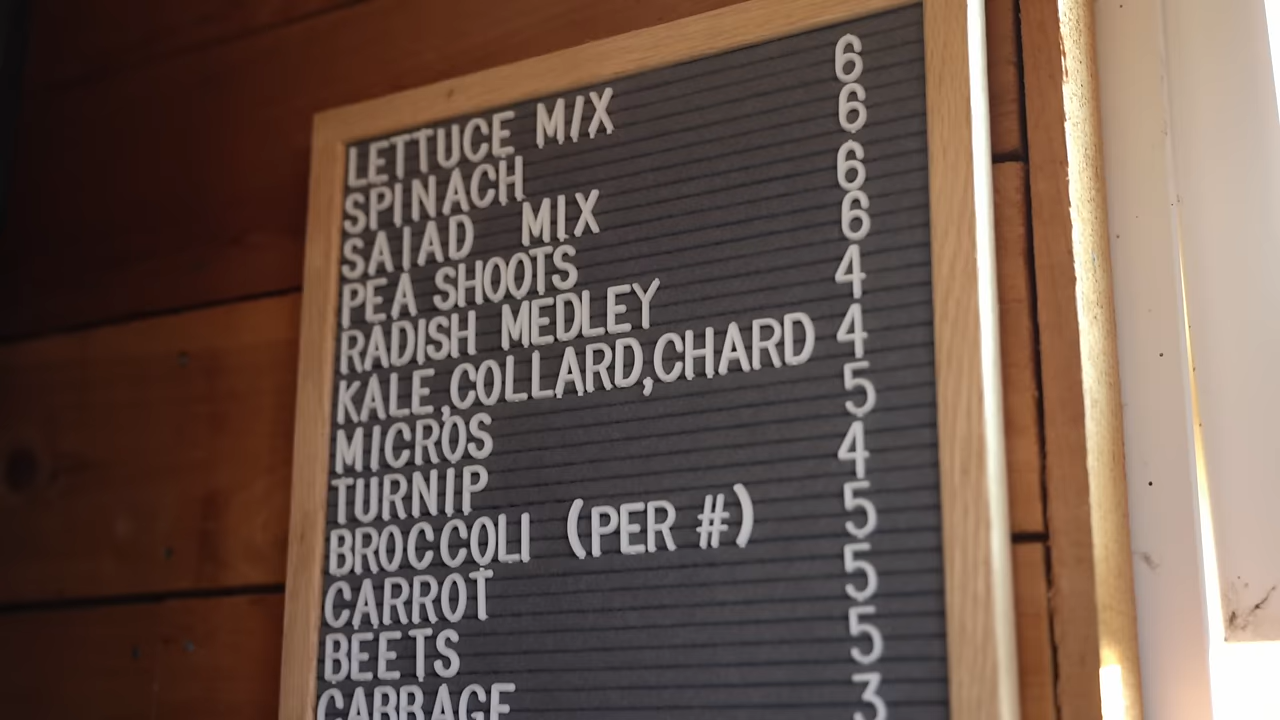 LETTUCE MIX 6
SPINACH 6
SAIAD MIX 6
PEA SHOOTS 6
RADISH MEDLEY 4
KALE,COLLARD,CHARD 4
MICROS 5
TURNIP 4
BROCCOLI (PER #) 5
CARROT 5
BEETS 5
CABBAGE 3